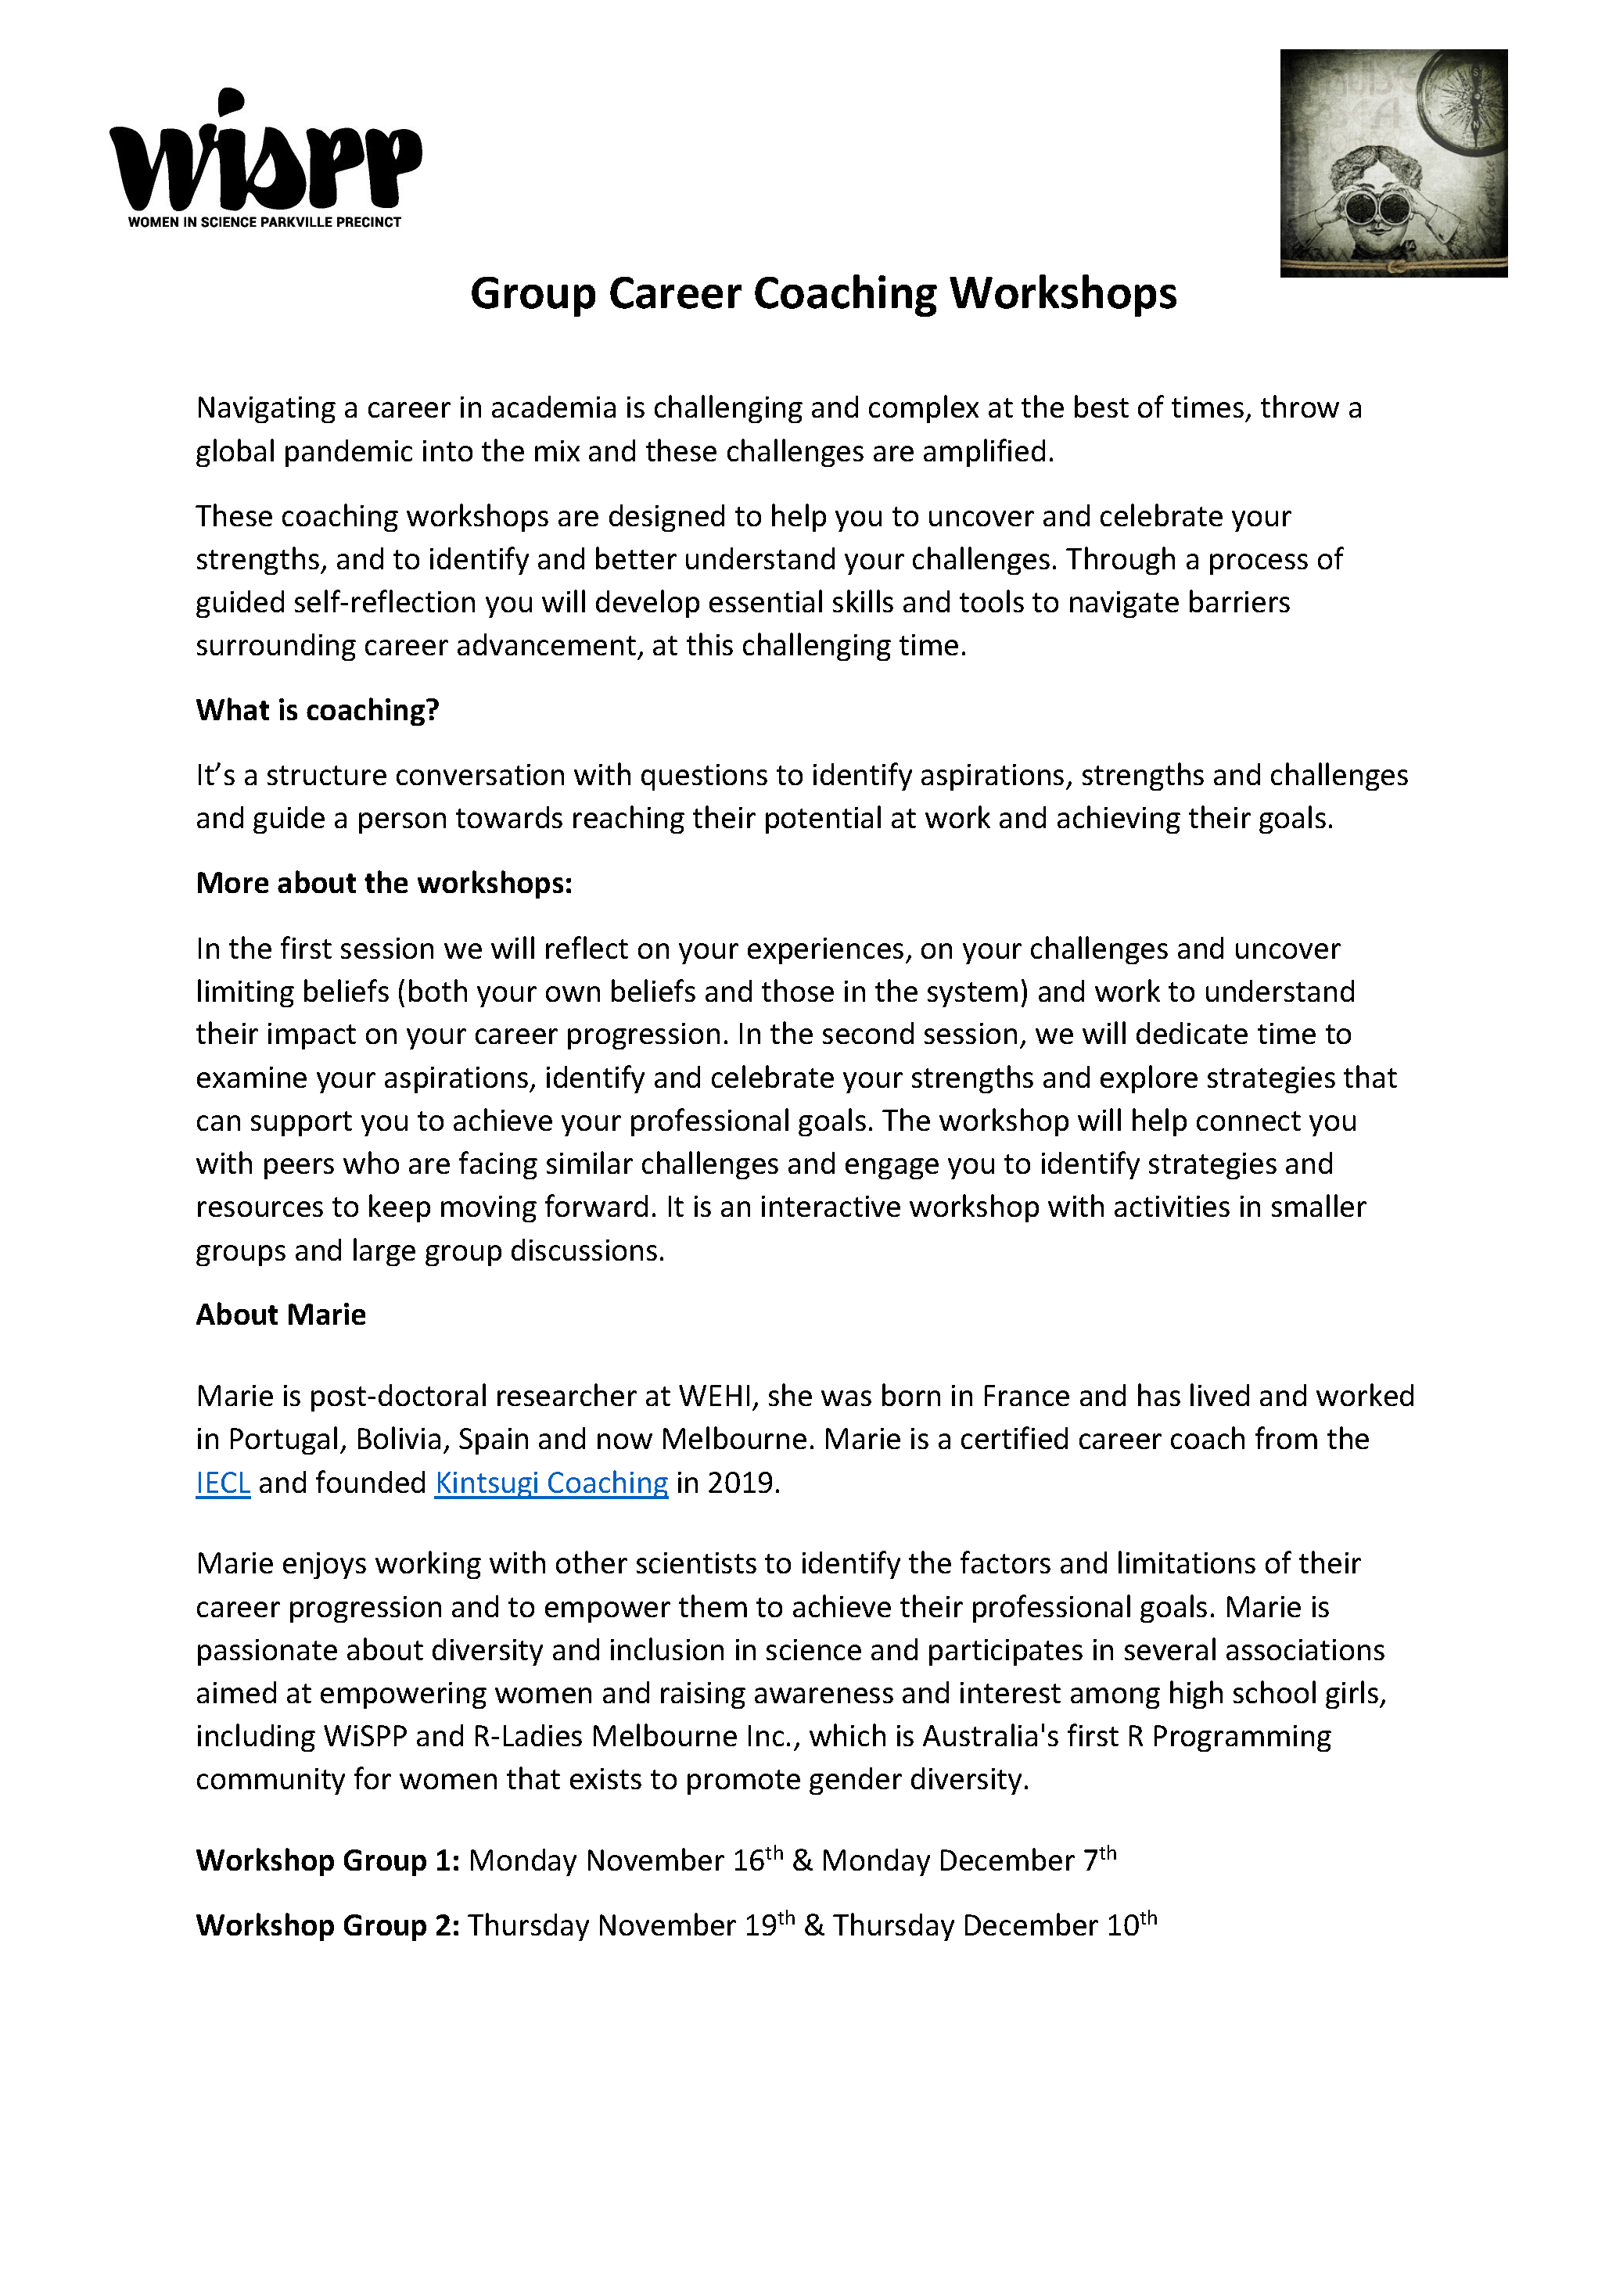 wispp
WOMEN IN SCIENCE PARKVILLE PRECINCT
Group Career Coaching Workshops
Navigating a career in academia is challenging and complex at the best of times, throw a
global pandemic into the mix and these challenges are amplified.
These coaching workshops are designed to help you to uncover and celebrate your
strengths, and to identify and better understand your challenges. Through a process of
guided self-reflection you will develop essential skills and tools to navigate barriers
surrounding career advancement, at this challenging time.
What is coaching?
It’s a structure conversation with questions to identify aspirations, strengths and challenges
and guide a person towards reaching their potential at work and achieving their goals.
More about the workshops:
In the first session we will reflect on your experiences, on your challenges and uncover
limiting beliefs (both your own beliefs and those in the system) and work to understand
their impact on your career progression. In the second session, we will dedicate time to
examine your aspirations, identify and celebrate your strengths and explore strategies that
can support you to achieve your professional goals. The workshop will help connect you
with peers who are facing similar challenges and engage you to identify strategies and
resources to keep moving forward. It is an interactive workshop with activities in smaller
groups and large group discussions.
About Marie
Marie is post-doctoral researcher at WEHI, she was born in France and has lived and worked
in Portugal, Bolivia, Spain and now Melbourne. Marie is a certified career coach from the
IECL and founded Kintsugi Coaching in 2019.
Marie enjoys working with other scientists to identify the factors and limitations of their
career progression and to empower them to achieve their professional goals. Marie is
passionate about diversity and inclusion in science and participates in several associations
aimed at empowering women and raising awareness and interest among high school girls,
including WiSPP and R-Ladies Melbourne Inc., which is Australia's first R Programming
community for women that exists to promote gender diversity.
Workshop Group 1: Monday November 16th & Monday December 7th
Workshop Group 2: Thursday November 19th & Thursday December 10th